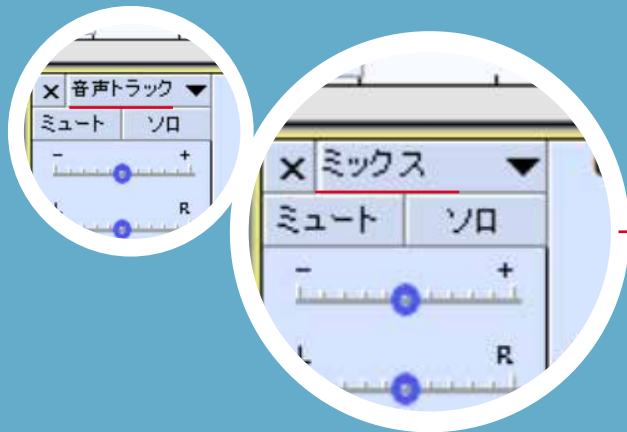 × 音声トラック ▼
ミュート ソロ
- +
L R
× ミックス ▼
ミュート ソロ
- +
L R